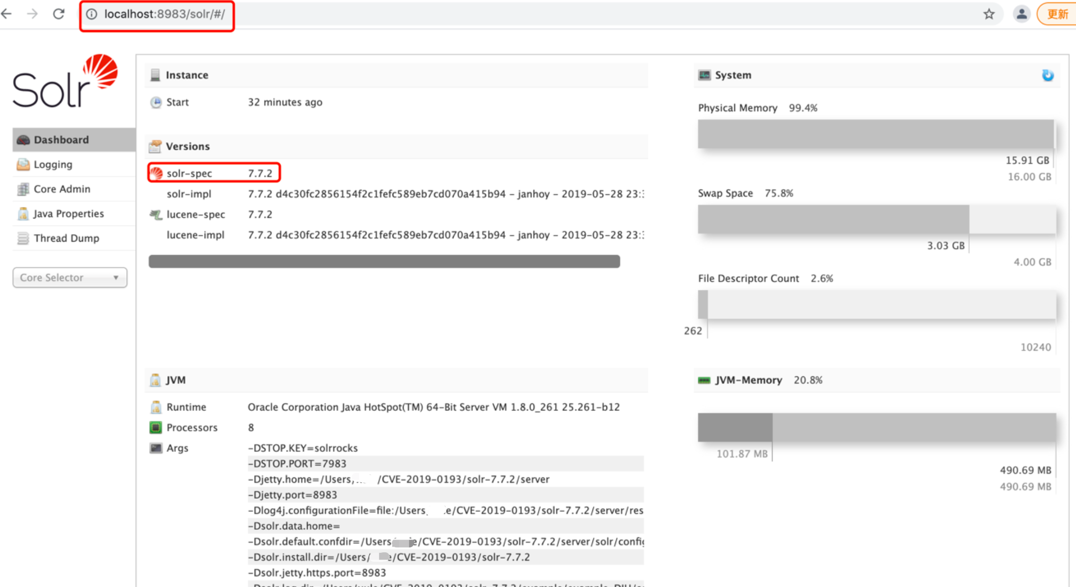 localhost:8983/solr/#/
更新
Solr
Dashboard
Logging
Core Admin
Java Properties
Thread Dump
Core Selector
Instance
Start 32 minutes ago
Versions
solr-spec 7.7.2
solr-impl 7.7.2 d4c30fc2856154f2c1fefc589eb7cd070a415b94 - janhoy - 2019-05-28 23:
lucene-spec 7.7.2
lucene-impl 7.7.2 d4c30fc2856154f2c1fefc589eb7cd070a415b94 - janhoy - 2019-05-28 23:
JVM
Runtime Oracle Corporation Java HotSpot(TM) 64-Bit Server VM 1.8.0_261 25.261-b12
Processors 8
Args -DSTOP.KEY=solrrocks
-DSTOP.PORT=7983
-Djetty.home=/Users, /CVE-2019-0193/solr-7.7.2/server
-Djetty.port=8983
-Dlog4j.configurationFile=file:/Users, .e/CVE-2019-0193/solr-7.7.2/server/res
-Dsolr.data.home=
-Dsolr.default.confdir=/Users e/CVE-2019-0193/solr-7.7.2/server/solr/config
-Dsolr.install.dir=/Users/ e/CVE-2019-0193/solr-7.7.2
-Dsolr.jetty.https.port=8983
System
Physical Memory 99.4%
15.91 GB
16.00 GB
Swap Space 75.8%
3.03 GB
4.00 GB
File Descriptor Count 2.6%
262
10240
JVM-Memory 20.8%
101.87 MB
490.69 MB
490.69 MB